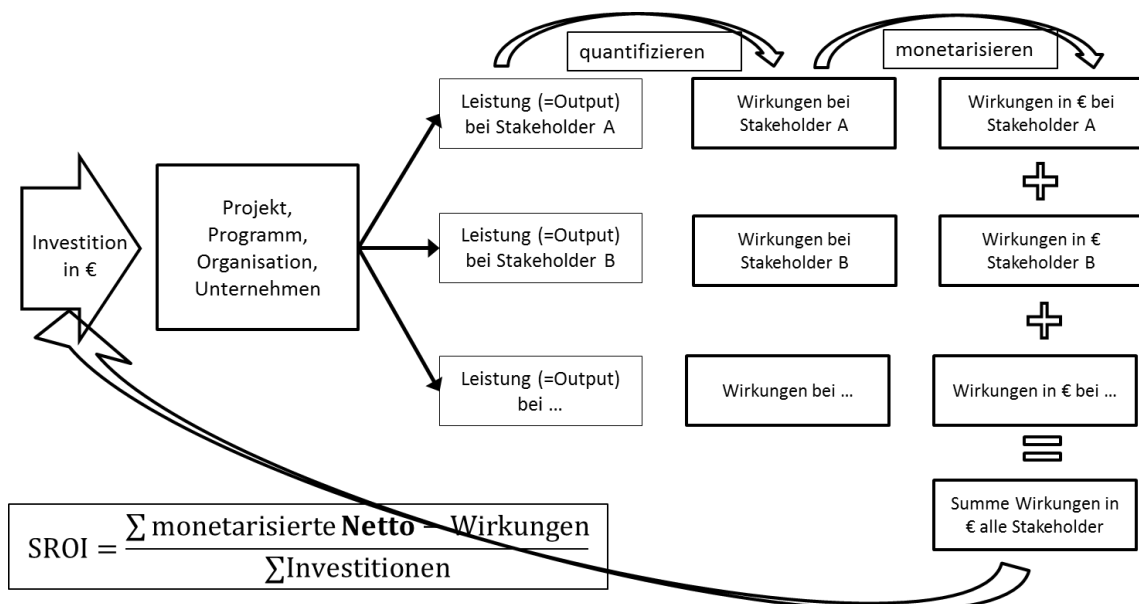 quantifizieren
monetarisieren
Leistung (=Output)
bei Stakeholder A
Wirkungen bei
Stakeholder A
Wirkungen in € bei
Stakeholder A
Investition
in €
Projekt,
Programm,
Organisation,
Unternehmen
Leistung (=Output)
bei Stakeholder B
Wirkungen bei
Stakeholder B
Wirkungen in €
Stakeholder B
Leistung (=Output)
bei ...
Wirkungen bei ...
Wirkungen in € bei ...
Summe Wirkungen in
€ alle Stakeholder
SROI = ∑ monetarisierte Netto − Wirkungen
∑Investitionen